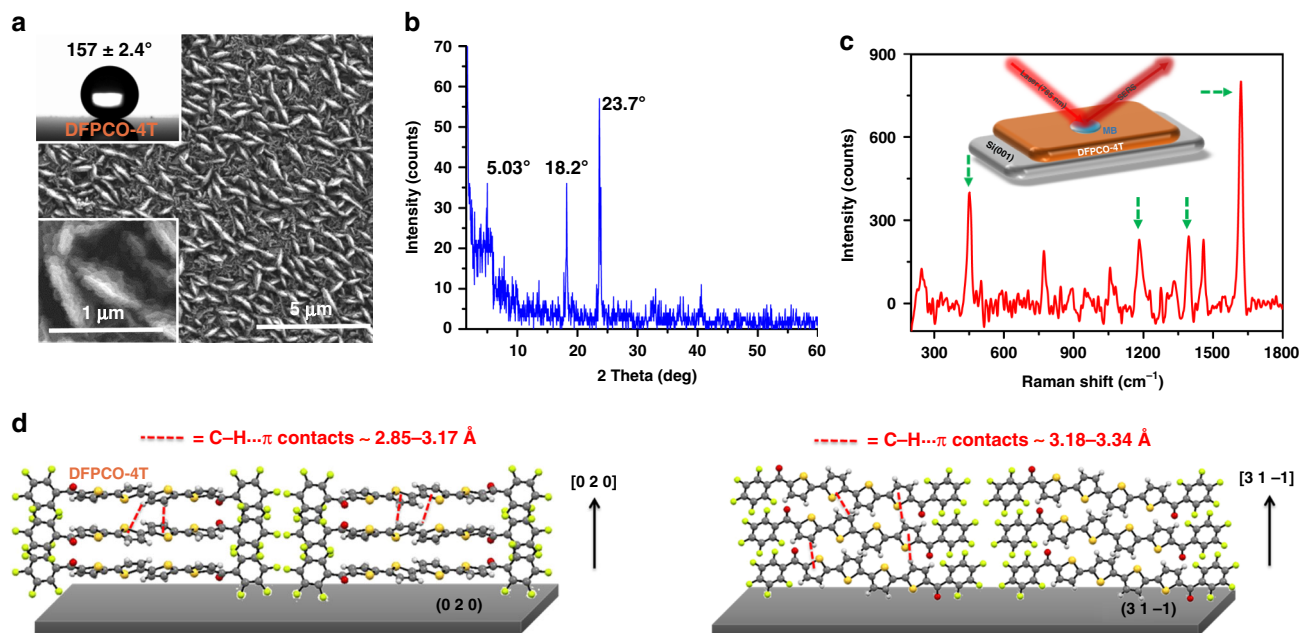 a
157 ± 2.4°
DFPCO-4T
1 μm
5 μm
b
70
60
50
40
30
20
10
0
Intensity (counts)
5.03°
18.2°
23.7°
10
20
30
40
50
60
2 Theta (deg)
c
900
600
300
0
Intensity (counts)
Laser (785 nm)
SERS
MB
DFPCO-4T
Si(001)
300
600
900
1200
1500
1800
Raman shift (cm⁻¹)
d
= C–H···π contacts ~ 2.85–3.17 Å
DFPCO-4T
[0 2 0]
(0 2 0)
= C–H···π contacts ~ 3.18–3.34 Å
[3 1 –1]
(3 1 –1)